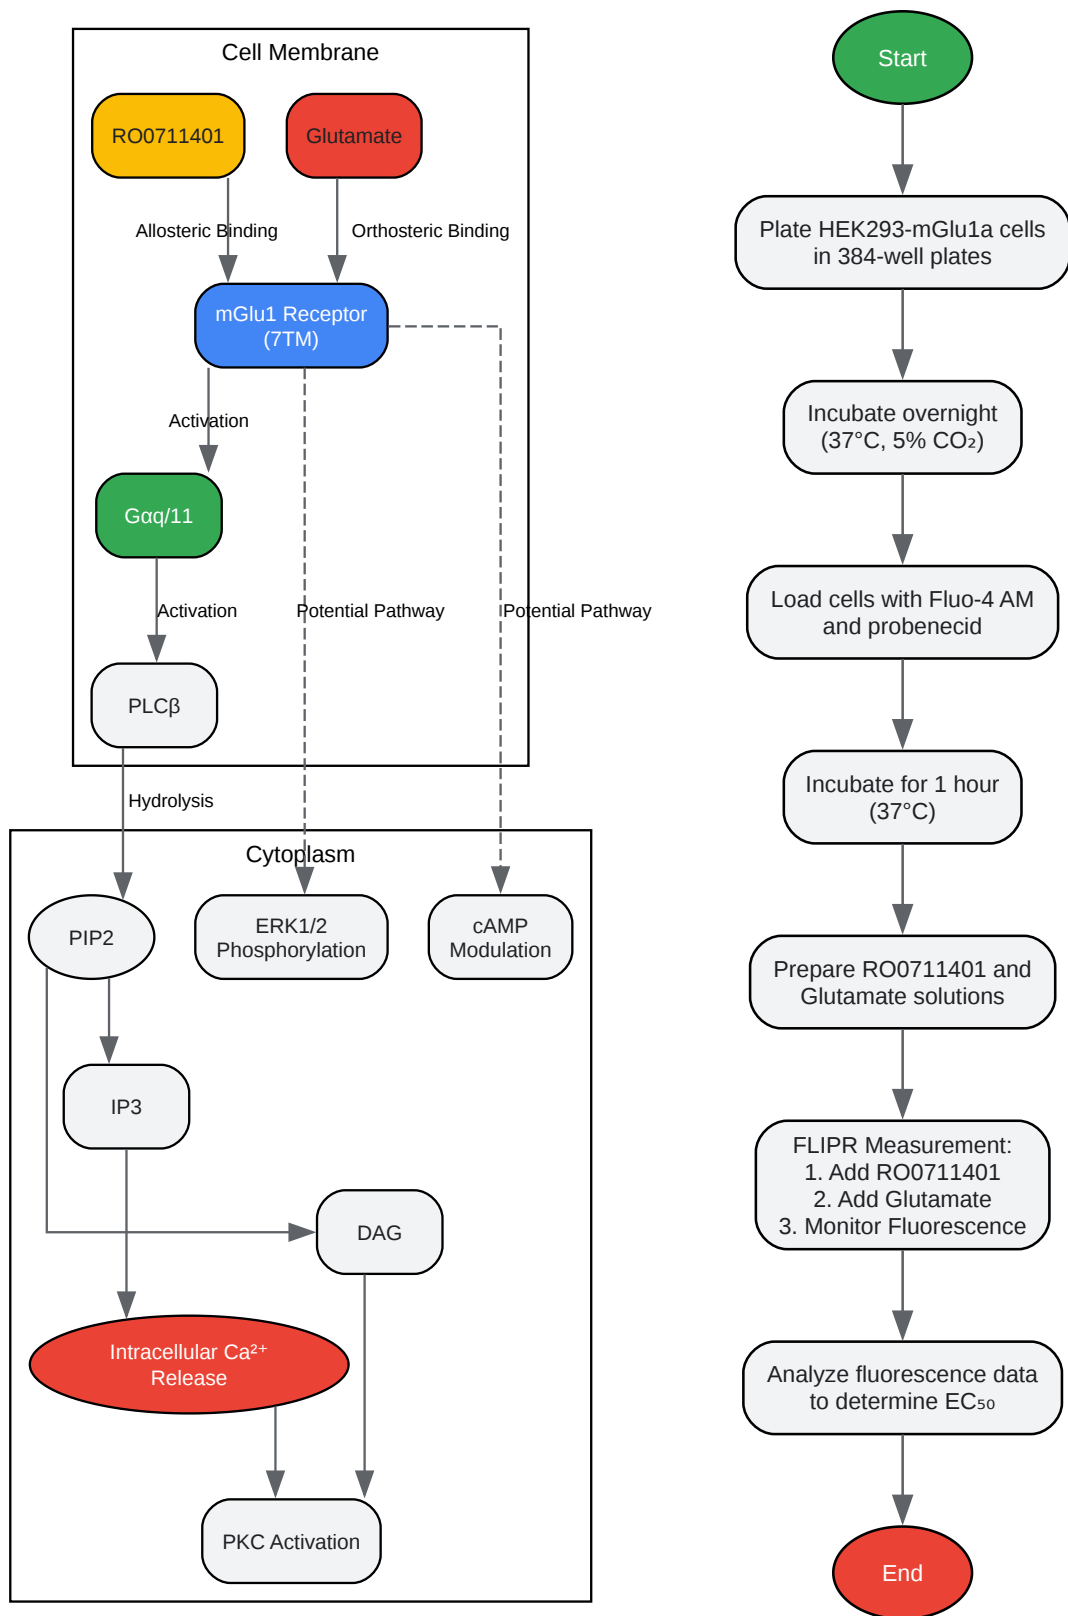 Cell Membrane
RO0711401
Glutamate
Allosteric Binding
Orthosteric Binding
mGlu1 Receptor
(7TM)
Activation
Gαq/11
Activation
Potential Pathway
Potential Pathway
PLCβ
Hydrolysis
Cytoplasm
PIP2
ERK1/2
Phosphorylation
cAMP
Modulation
IP3
DAG
Intracellular Ca²⁺
Release
PKC Activation
Start
Plate HEK293-mGlu1a cells
in 384-well plates
Incubate overnight
(37°C, 5% CO₂)
Load cells with Fluo-4 AM
and probenecid
Incubate for 1 hour
(37°C)
Prepare RO0711401 and
Glutamate solutions
FLIPR Measurement:
1. Add RO0711401
2. Add Glutamate
3. Monitor Fluorescence
Analyze fluorescence data
to determine EC₅₀
End